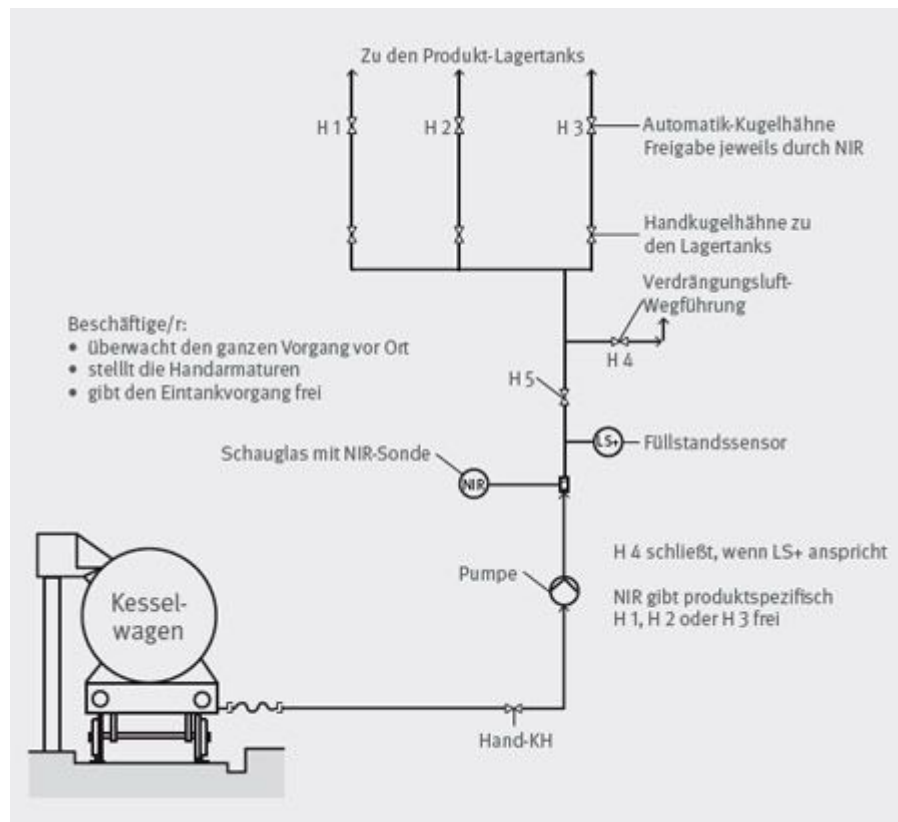 Zu den Produkt-Lagertanks
H 1
H 2
H 3
Automatik-Kugelhähne
Freigabe jeweils durch NIR
Handkugelhähne zu
den Lagertanks
Verdrängungsluft-
Wegführung
H 4
Beschäftige/r:
• überwacht den ganzen Vorgang vor Ort
• stelllt die Handarmaturen
• gibt den Eintankvorgang frei
H 5
LS+
Füllstandssensor
Schauglas mit NIR-Sonde
NIR
H 4 schließt, wenn LS+ anspricht
Pumpe
NIR gibt produktspezifisch
H 1, H 2 oder H 3 frei
Kessel-
wagen
Hand-KH